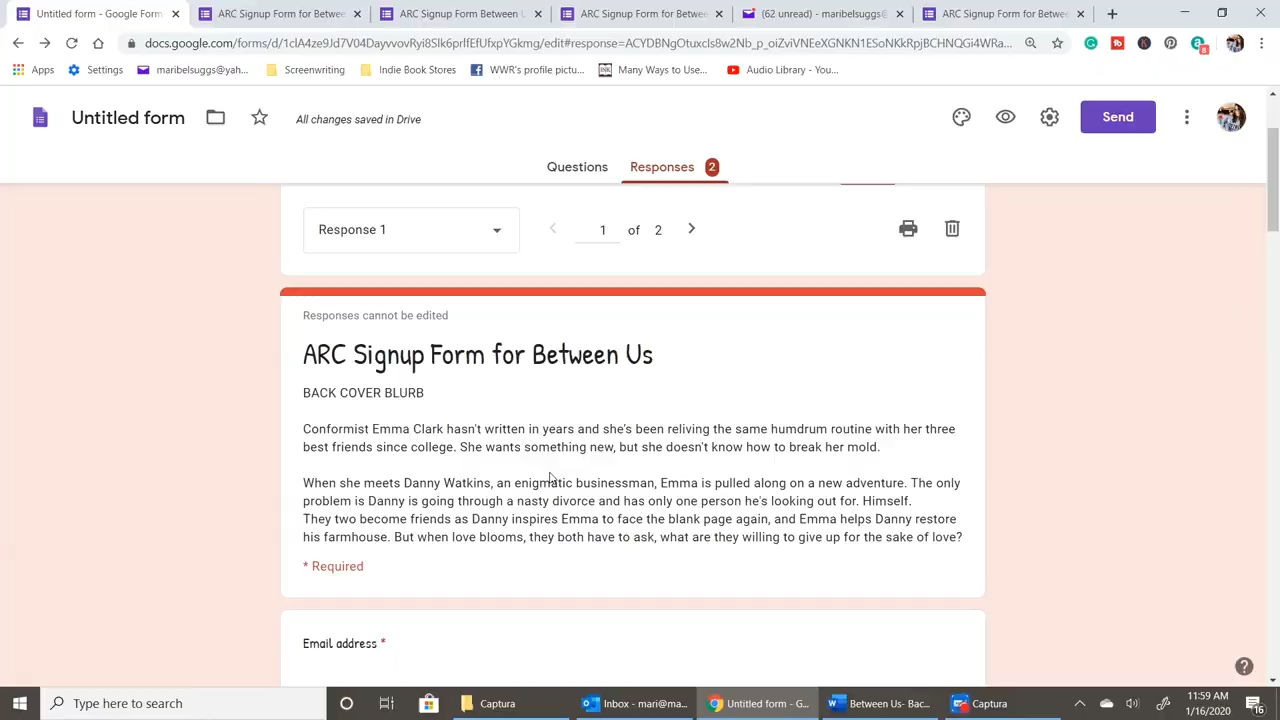 Untitled form - Google Form
ARC Signup Form for Betwee
ARC Signup Form for Between U
ARC Signup Form for Betwee
(62 unread) - maribelsuggs@
ARC Signup Form for Betwee
docs.google.com/forms/d/
Apps
Settings
maribelsuggs@yah...
Screenwriting
Indie Book Stores
WWR's profile pictu...
Many Ways to Use...
Audio Library - You...
Untitled form
All changes saved in Drive
Send
Questions
Responses
2
Response 1
1 of 2
Responses cannot be edited
ARC Signup Form for Between Us
BACK COVER BLURB
Conformist Emma Clark hasn't written in years and she's been reliving the same humdrum routine with her three
best friends since college. She wants something new, but she doesn't know how to break her mold.
When she meets Danny Watkins, an enigmatic businessman, Emma is pulled along on a new adventure. The only
problem is Danny is going through a nasty divorce and has only one person he's looking out for. Himself.
They two become friends as Danny inspires Emma to face the blank page again, and Emma helps Danny restore
his farmhouse. But when love blooms, they both have to ask, what are they willing to give up for the sake of love?
* Required
Email address *
Type here to search
Captura
Inbox - mari@ma...
Untitled form - G...
Between Us- Bac...
Captura
11:59 AM
1/16/2020
16